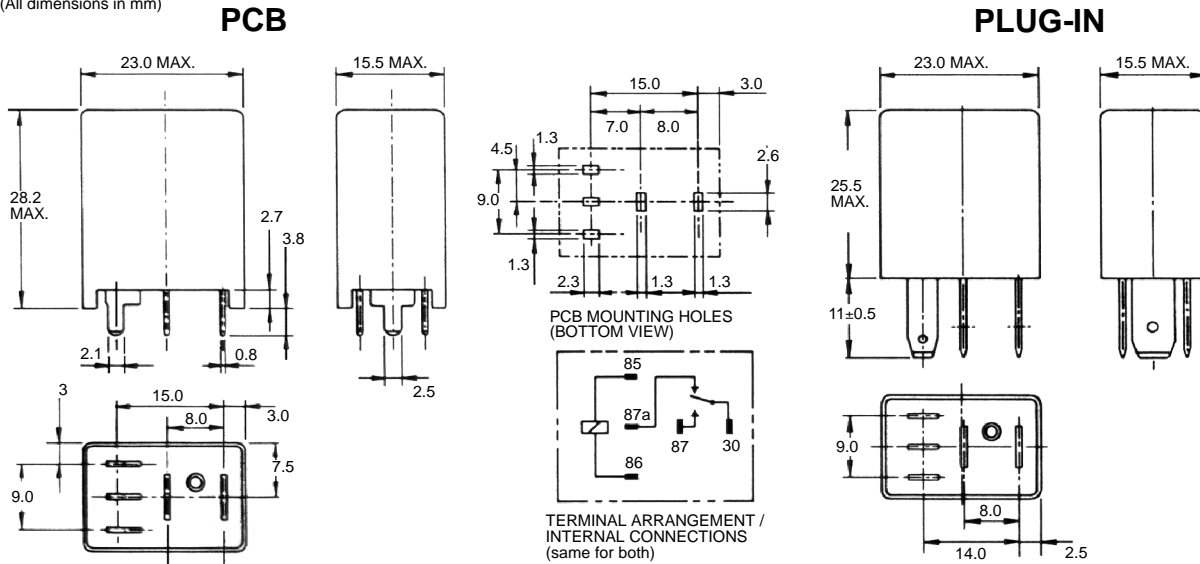 (All dimensions in mm)
PCB
PLUG-IN
23.0 MAX.
15.5 MAX.
15.0
3.0
7.0
8.0
1.3
4.5
2.6
9.0
1.3
2.3
1.3
1.3
28.2
MAX.
2.7
3.8
2.1
0.8
2.5
PCB MOUNTING HOLES
(BOTTOM VIEW)
23.0 MAX.
15.5 MAX.
25.5
MAX.
11±0.5
3
15.0
8.0
3.0
7.5
9.0
85
87a
87
30
86
TERMINAL ARRANGEMENT /
INTERNAL CONNECTIONS
(same for both)
9.0
8.0
14.0
2.5